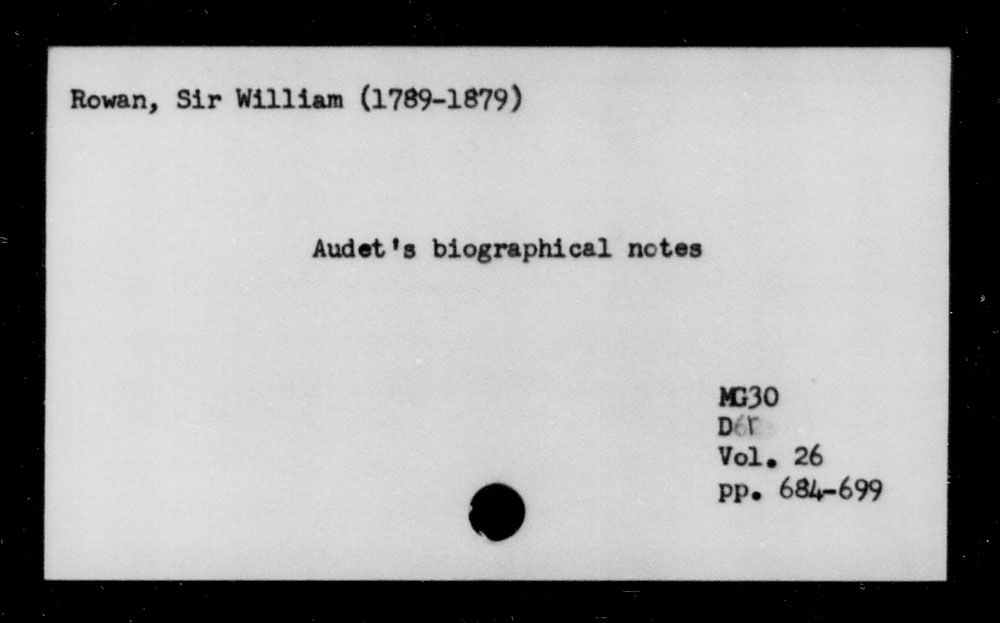 Rowan, Sir William (1789-1879)
Audet's biographical notes
MG30
Vol. 26
pp. 684-699